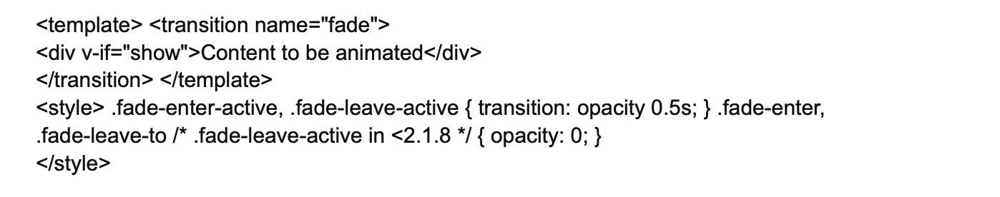 <template> <transition name="fade">
<div v-if="show">Content to be animated</div>
</transition> </template>
<style> .fade-enter-active, .fade-leave-active { transition: opacity 0.5s; } .fade-enter,
.fade-leave-to /* .fade-leave-active in <2.1.8 */ { opacity: 0; }
</style>